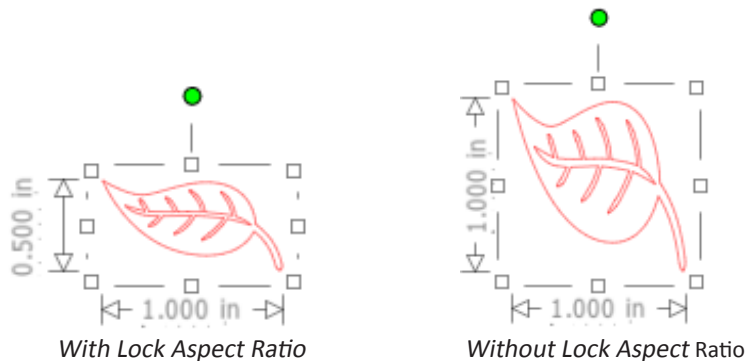 0.500 in
1.000 in
With Lock Aspect Ratio
1.000 in
1.000 in
Without Lock Aspect Ratio